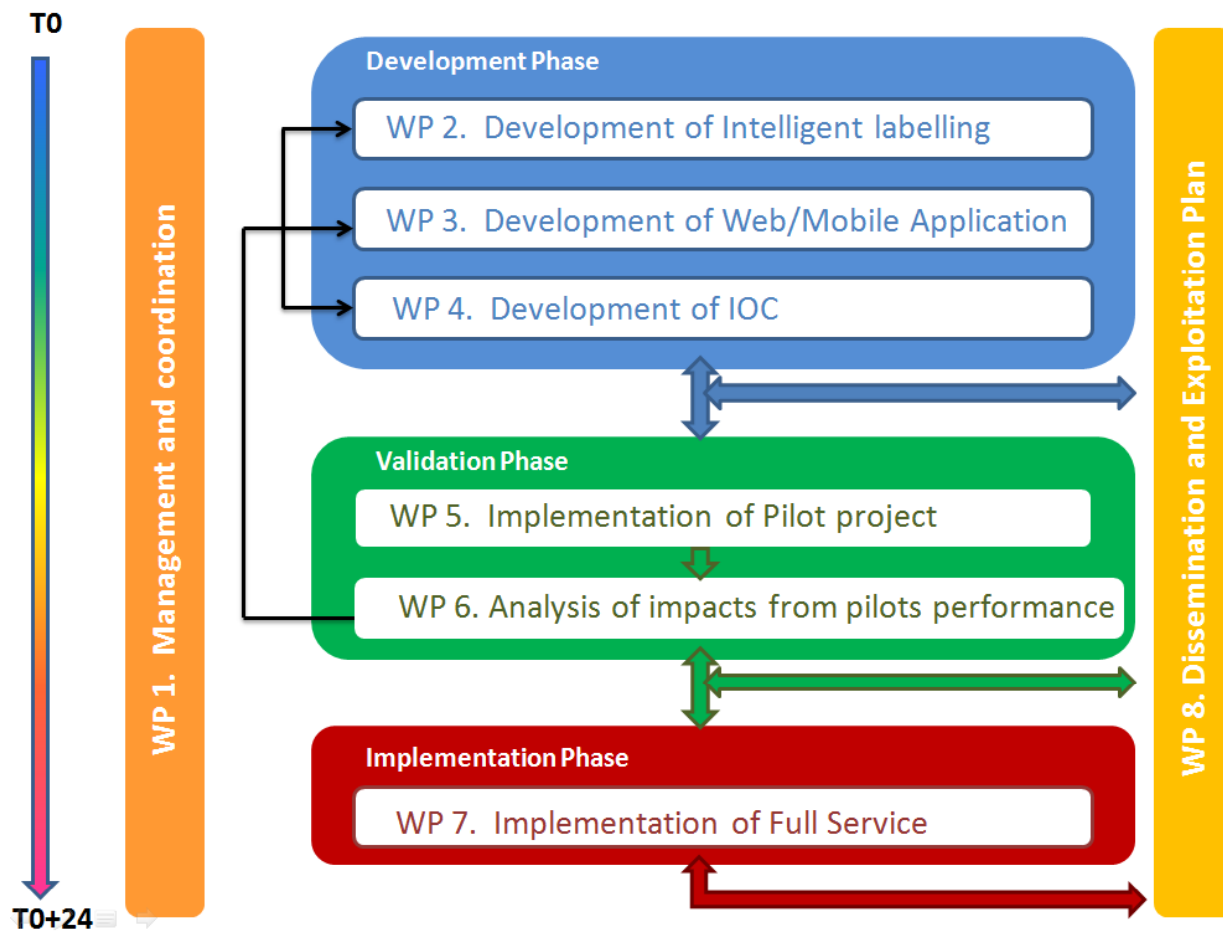 T0
WP 1. Management and coordination
Development Phase
WP 2. Development of Intelligent labelling
WP 3. Development of Web/Mobile Application
WP 4. Development of IOC
Validation Phase
WP 5. Implementation of Pilot project
WP 6. Analysis of impacts from pilots performance
Implementation Phase
WP 7. Implementation of Full Service
WP 8. Dissemination and Exploitation Plan
T0+24